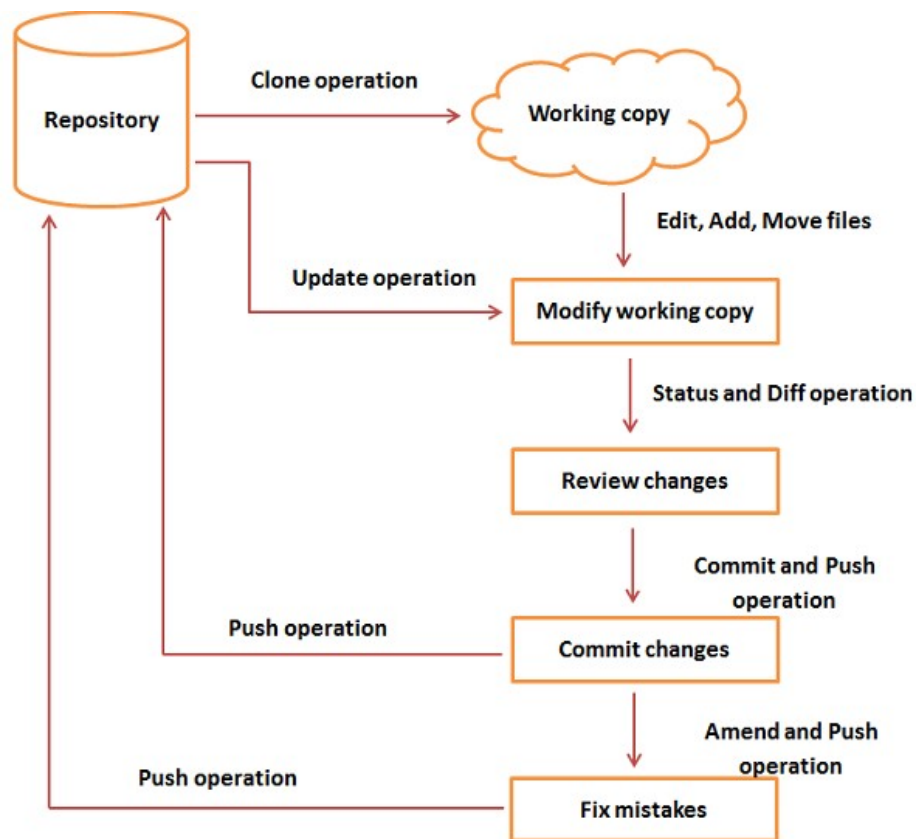 Clone operation
Repository
Working copy
Edit, Add, Move files
Update operation
Modify working copy
Status and Diff operation
Review changes
Commit and Push
operation
Push operation
Commit changes
Amend and Push
operation
Push operation
Fix mistakes